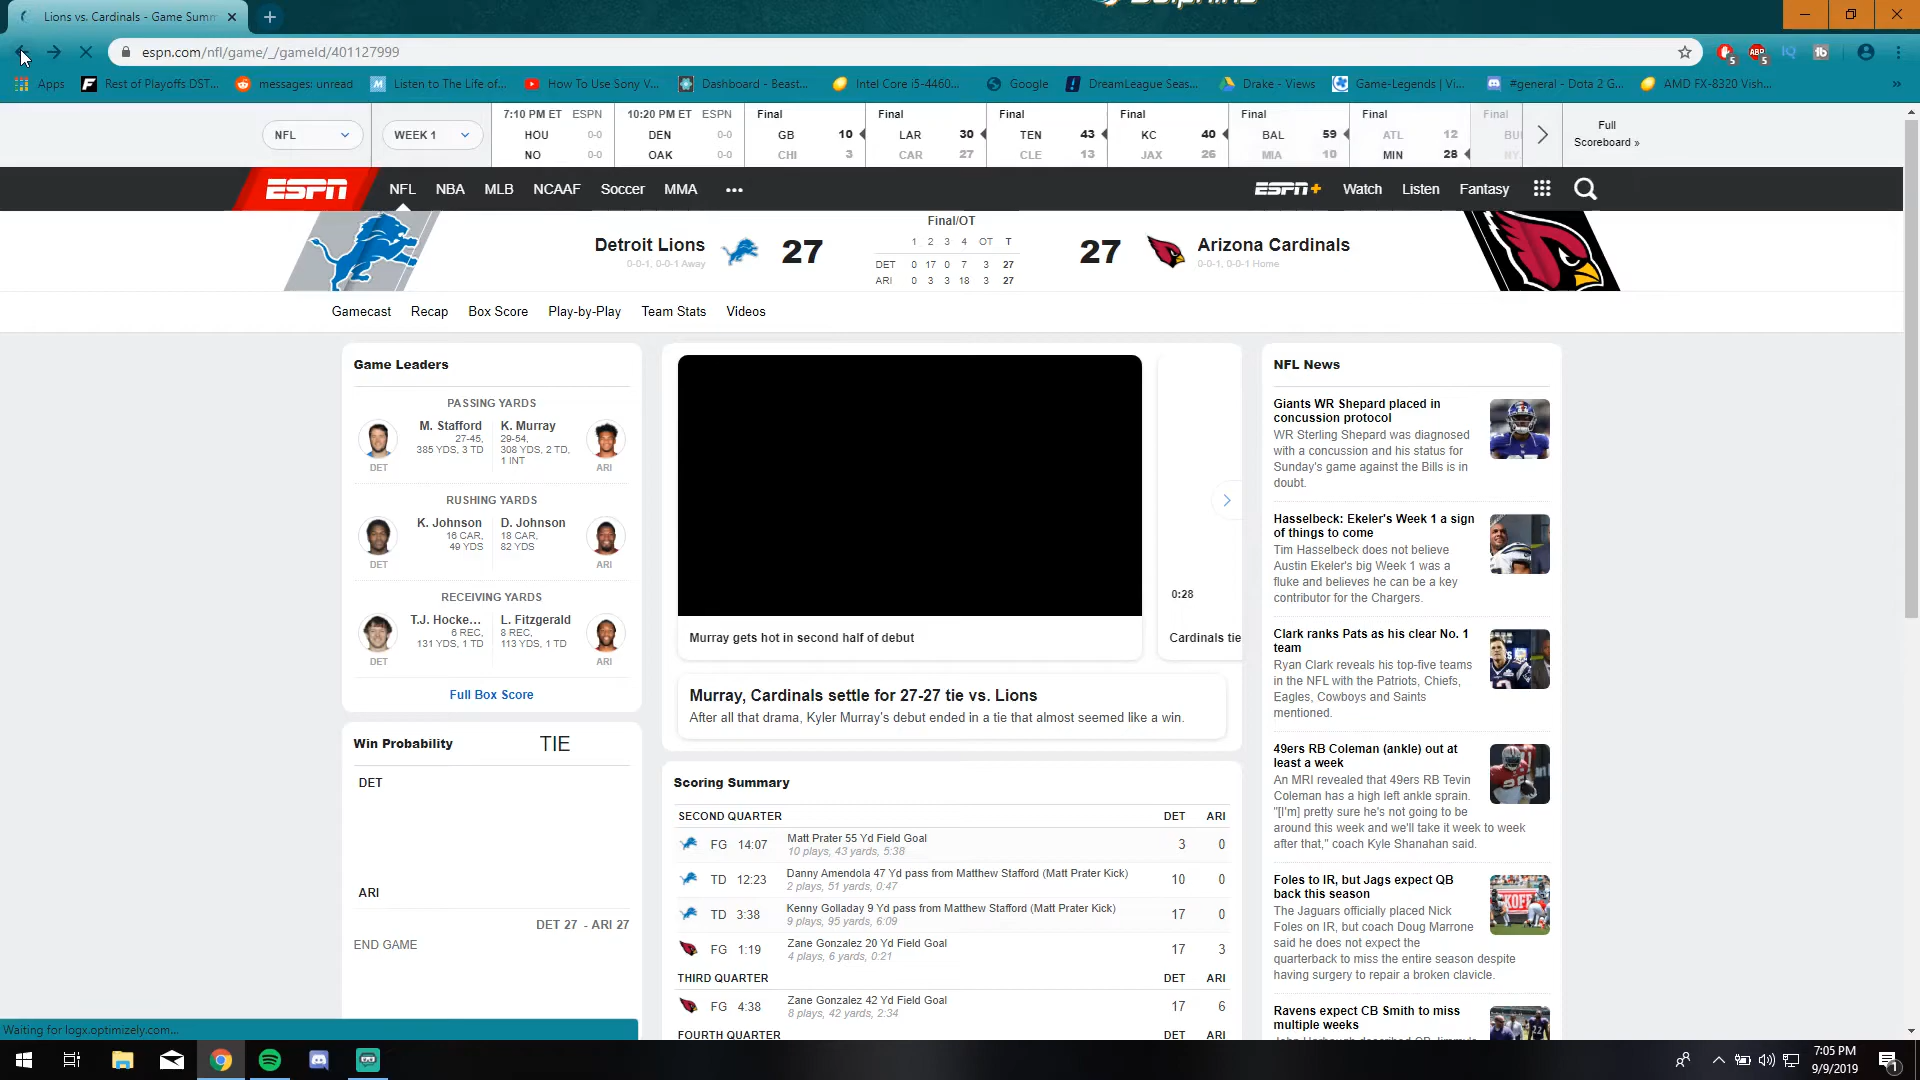 Dolphins
Lions vs. Cardinals - Game Summ
espn.com/nfl/game/_/gameId/401127999
Apps
Rest of Playoffs DST...
messages: unread
Listen to The Life of...
How To Use Sony V...
Dashboard - Beast...
Intel Core i5-4460...
Google
DreamLeague Seas...
Drake - Views
Game-Legends | Vi...
#general - Dota 2 G...
AMD FX-8320 Vish...
NFL
WEEK 1
7:10 PM ET ESPN
HOU 0-0
NO 0-0
10:20 PM ET ESPN
DEN 0-0
OAK 0-0
Final
GB 10
CHI 3
Final
LAR 30
CAR 27
Final
TEN 43
CLE 13
Final
KC 40
JAX 26
Final
BAL 59
MIA 10
Final
ATL 12
MIN 28
Final
BU
NY
Full
Scoreboard »
ESPN
NFL NBA MLB NCAAF Soccer MMA
ESPN+ Watch Listen Fantasy
Detroit Lions
0-0-1, 0-0-1 Away
27
Final/OT
1 2 3 4 OT T
DET 0 17 0 7 3 27
ARI 0 3 3 18 3 27
27
Arizona Cardinals
0-0-1, 0-0-1 Home
Gamecast Recap Box Score Play-by-Play Team Stats Videos
Game Leaders
PASSING YARDS
M. Stafford
27-45,
385 YDS, 3 TD
DET
K. Murray
29-54,
308 YDS, 2 TD,
1 INT
ARI
RUSHING YARDS
K. Johnson
16 CAR,
49 YDS
DET
D. Johnson
18 CAR,
82 YDS
ARI
RECEIVING YARDS
T.J. Hocke...
6 REC,
131 YDS, 1 TD
DET
L. Fitzgerald
8 REC,
113 YDS, 1 TD
ARI
Full Box Score
Win Probability TIE
DET
ARI
DET 27 - ARI 27
END GAME
Murray gets hot in second half of debut
0:28
Cardinals tie
Murray, Cardinals settle for 27-27 tie vs. Lions
After all that drama, Kyler Murray's debut ended in a tie that almost seemed like a win.
Scoring Summary
SECOND QUARTER DET ARI
FG 14:07 Matt Prater 55 Yd Field Goal 3 0
10 plays, 43 yards, 5:38
TD 12:23 Danny Amendola 47 Yd pass from Matthew Stafford (Matt Prater Kick) 10 0
2 plays, 51 yards, 0:47
TD 3:38 Kenny Golladay 9 Yd pass from Matthew Stafford (Matt Prater Kick) 17 0
9 plays, 95 yards, 6:09
FG 1:19 Zane Gonzalez 20 Yd Field Goal 17 3
4 plays, 6 yards, 0:21
THIRD QUARTER DET ARI
FG 4:38 Zane Gonzalez 42 Yd Field Goal 17 6
8 plays, 42 yards, 2:34
FOURTH QUARTER DET ARI
NFL News
Giants WR Shepard placed in
concussion protocol
WR Sterling Shepard was diagnosed
with a concussion and his status for
Sunday's game against the Bills is in
doubt.
Hasselbeck: Ekeler's Week 1 a sign
of things to come
Tim Hasselbeck does not believe
Austin Ekeler's big Week 1 was a
fluke and believes he can be a key
contributor for the Chargers.
Clark ranks Pats as his clear No. 1
team
Ryan Clark reveals his top-five teams
in the NFL with the Patriots, Chiefs,
Eagles, Cowboys and Saints
mentioned.
49ers RB Coleman (ankle) out at
least a week
An MRI revealed that 49ers RB Tevin
Coleman has a high left ankle sprain.
"[I'm] pretty sure he's not going to be
around this week and we'll take it week to week
after that," coach Kyle Shanahan said.
Foles to IR, but Jags expect QB
back this season
The Jaguars officially placed Nick
Foles on IR, but coach Doug Marrone
said he does not expect the
quarterback to miss the entire season despite
having surgery to repair a broken clavicle.
Ravens expect CB Smith to miss
multiple weeks
Waiting for logx.optimizely.com...
7:05 PM
9/9/2019